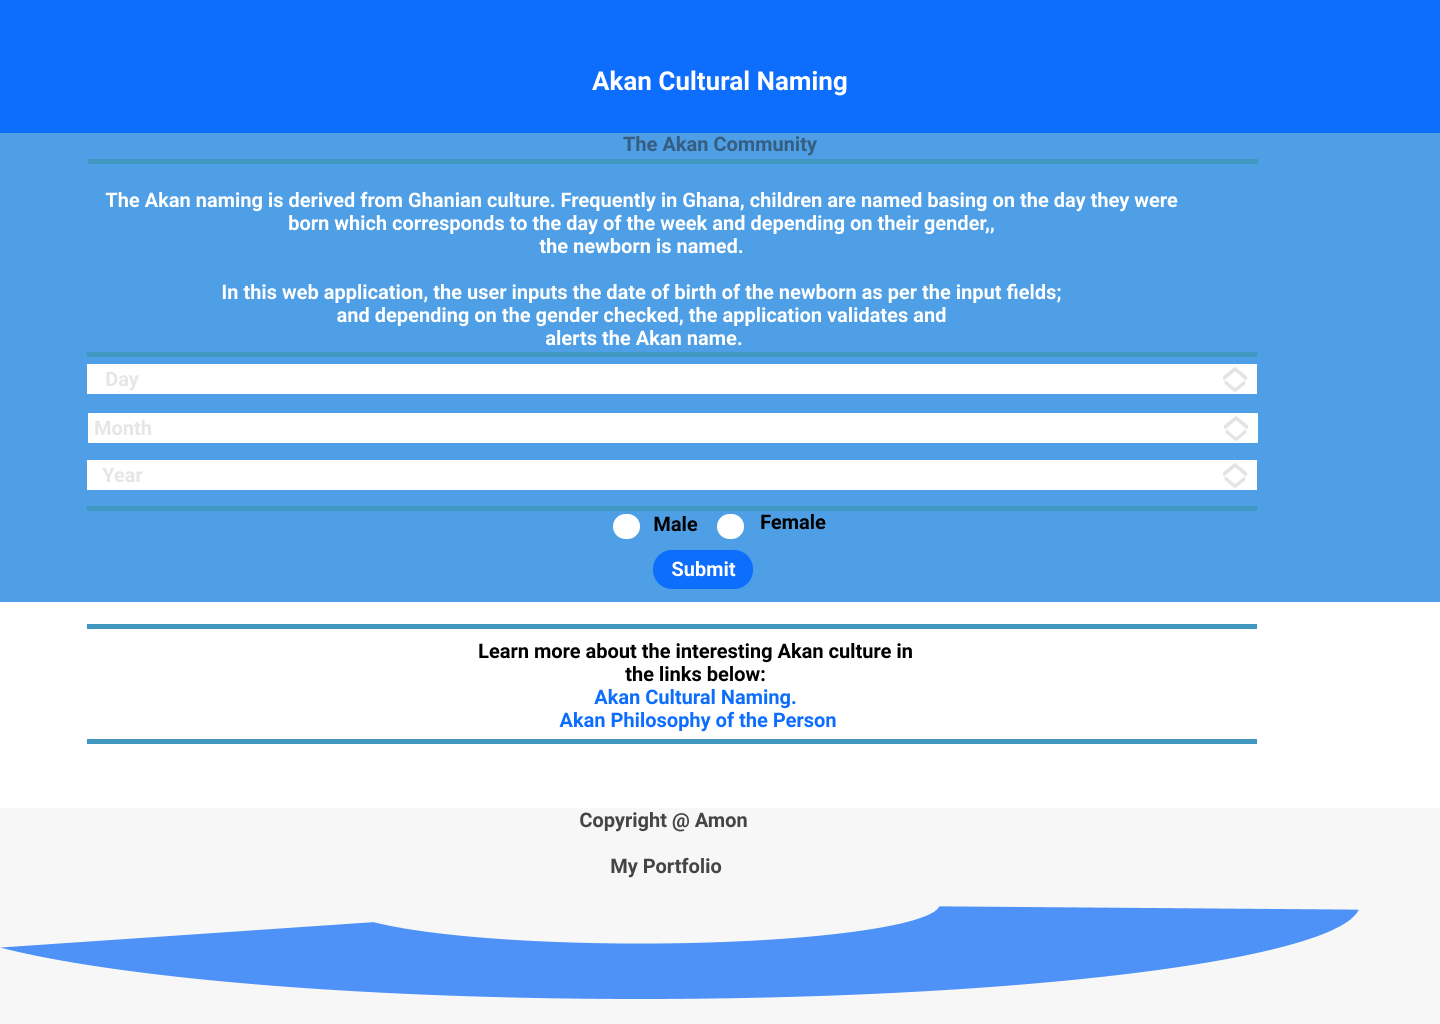 Akan Cultural Naming
The Akan Community
The Akan naming is derived from Ghanian culture. Frequently in Ghana, children are named basing on the day they were
born which corresponds to the day of the week and depending on their gender,,
the newborn is named.
In this web application, the user inputs the date of birth of the newborn as per the input fields;
and depending on the gender checked, the application validates and
alerts the Akan name.
Day
Month
Year
Male Female
Submit
Learn more about the interesting Akan culture in
the links below:
Akan Cultural Naming.
Akan Philosophy of the Person
Copyright @ Amon
My Portfolio